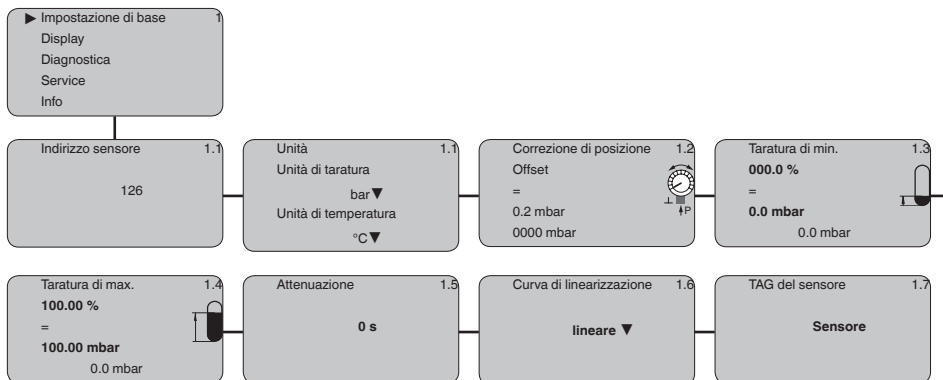 ▶ Impostazione di base 1
Display
Diagnostica
Service
Info
Indirizzo sensore 1.1
126
Unità 1.1
Unità di taratura
bar▼
Unità di temperatura
°C▼
Correzione di posizione 1.2
Offset
=
0.2 mbar
0000 mbar
P
Taratura di min. 1.3
000.0 %
=
0.0 mbar
0.0 mbar
Taratura di max. 1.4
100.00 %
=
100.00 mbar
0.0 mbar
Attenuazione 1.5
0 s
Curva di linearizzazione 1.6
lineare ▼
TAG del sensore 1.7
Sensore